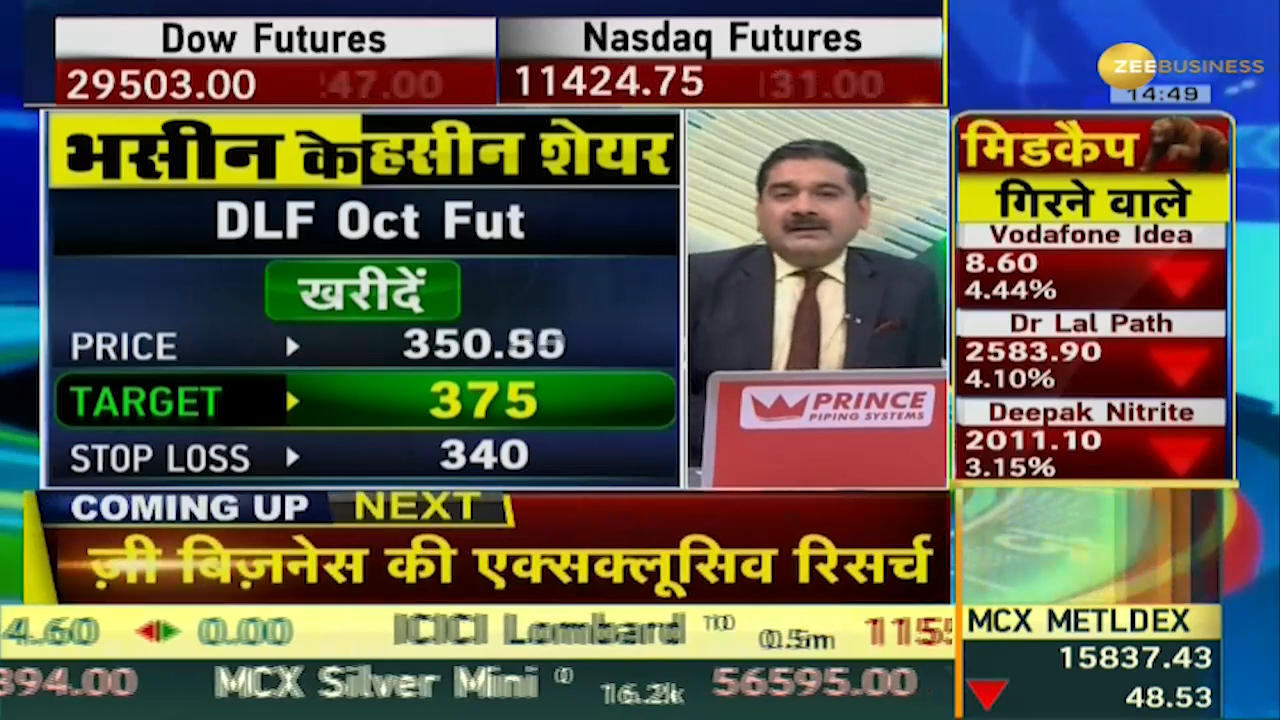 Dow Futures
29503.00
Nasdaq Futures
11424.75
ZEEBUSINESS
14:49
भसीन के हसीन शेयर
DLF Oct Fut
खरीदें
PRICE
TARGET 375
STOP LOSS 340
PRINCE
PIPING SYSTEMS
मिडकैप
गिरने वाले
Vodafone Idea
8.60
4.44%
Dr Lal Path
2583.90
4.10%
Deepak Nitrite
2011.10
3.15%
COMING UP NEXT
ज़ी बिज़नेस की एक्सक्लूसिव रिसर्च
4.60 0.00 ICICI Lombard 0.5m
394.00 MCX Silver Mini 16.2k 56595.00
MCX METLDEX
15837.43
48.53